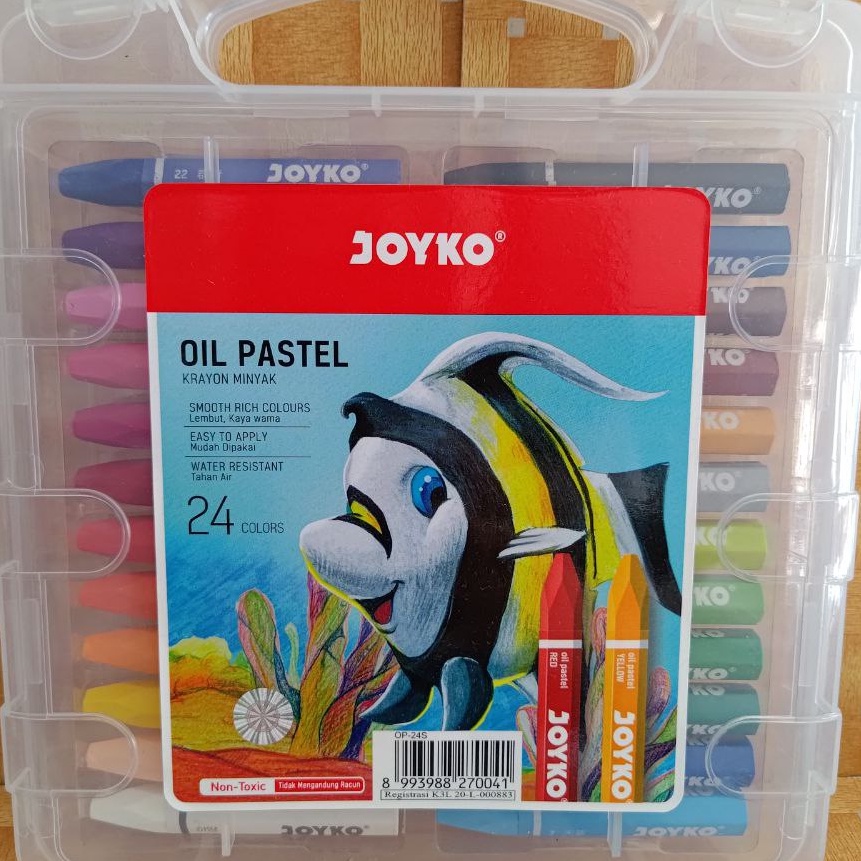 22
JOYKO®
JOYKO®
JOYKO®
OIL PASTEL
KRAYON MINYAK
SMOOTH RICH COLOURS
Lembut, Kaya warna
EASY TO APPLY
Mudah Dipakai
WATER RESISTANT
Tahan Air
24 COLORS
oil pastel
RED
JOYKO
oil pastel
YELLOW
JOYKO
OP-24S
8 993988 270041
Registrasi K3L 20-L-000883
Non-Toxic
Tidak Mengandung Racun
JOYKO®
JOYKO®